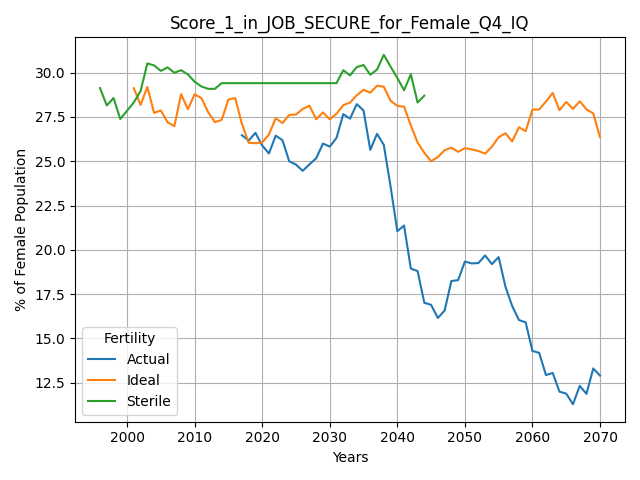 Score_1_in_JOB_SECURE_for_Female_Q4_IQ
% of Female Population
30.0
27.5
25.0
22.5
20.0
17.5
15.0
12.5
Fertility
Actual
Ideal
Sterile
2000 2010 2020 2030 2040 2050 2060 2070
Years